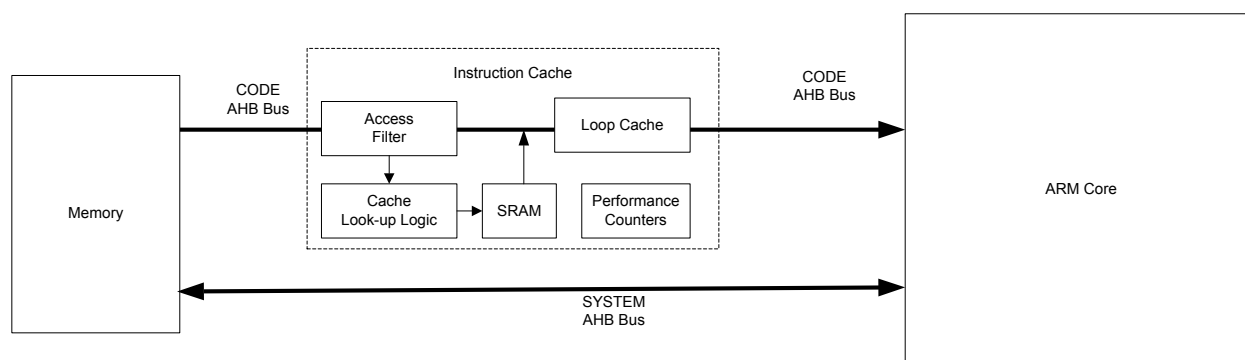 Instruction Cache
CODE
AHB Bus
CODE
AHB Bus
Access
Filter
Loop Cache
Memory
Cache
Look-up Logic
SRAM
Performance
Counters
ARM Core
SYSTEM
AHB Bus